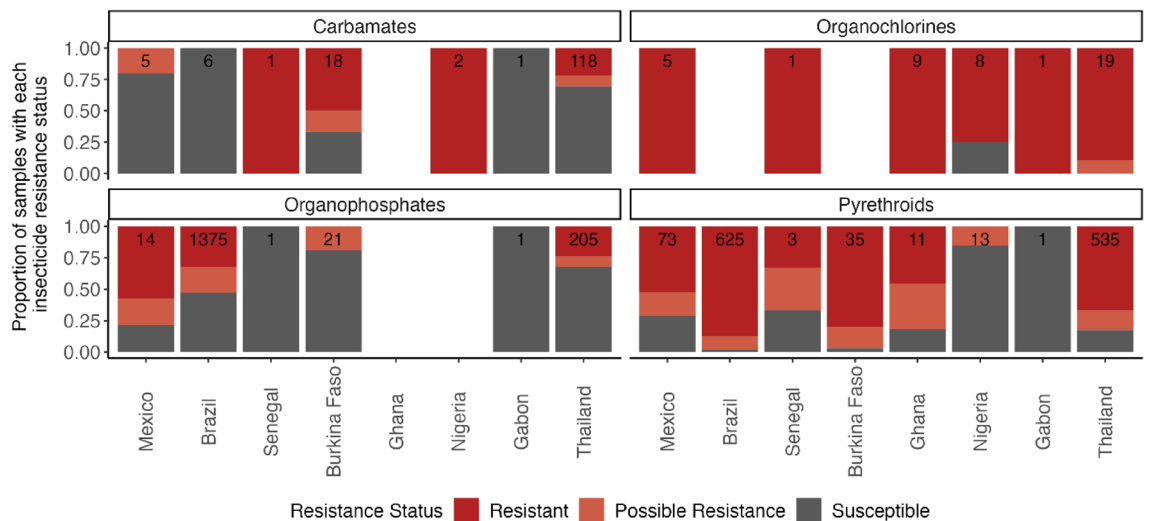 Carbamates
Organochlorines
Proportion of samples with each
insecticide resistance status
1.00
0.75
0.50
0.25
0.00
5
6
1
18
2
1
118
5
1
9
8
1
19
Organophosphates
Pyrethroids
1.00
0.75
0.50
0.25
0.00
14
1375
1
21
1
205
73
625
3
35
11
13
1
535
Mexico
Brazil
Senegal
Burkina Faso
Ghana
Nigeria
Gabon
Thailand
Mexico
Brazil
Senegal
Burkina Faso
Ghana
Nigeria
Gabon
Thailand
Resistance Status Resistant Possible Resistance Susceptible